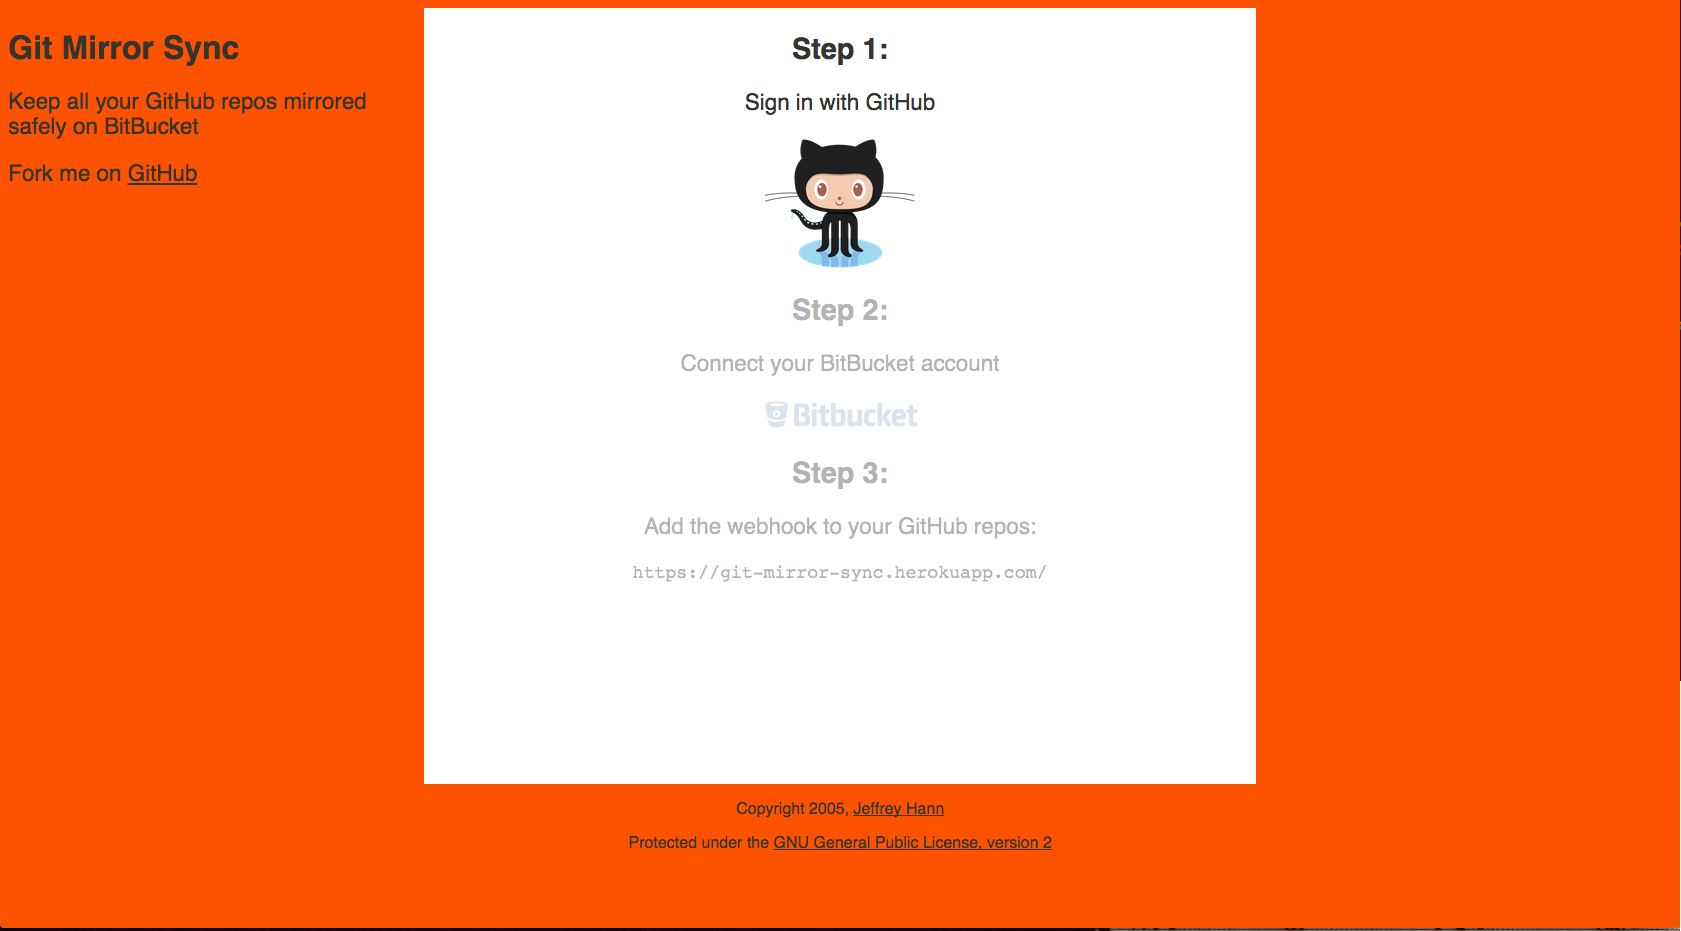 Git Mirror Sync
Keep all your GitHub repos mirrored
safely on BitBucket
Fork me on GitHub
Step 1:
Sign in with GitHub
Step 2:
Connect your BitBucket account
Bitbucket
Step 3:
Add the webhook to your GitHub repos:
https://git-mirror-sync.herokuapp.com/
Copyright 2005, Jeffrey Hann
Protected under the GNU General Public License, version 2